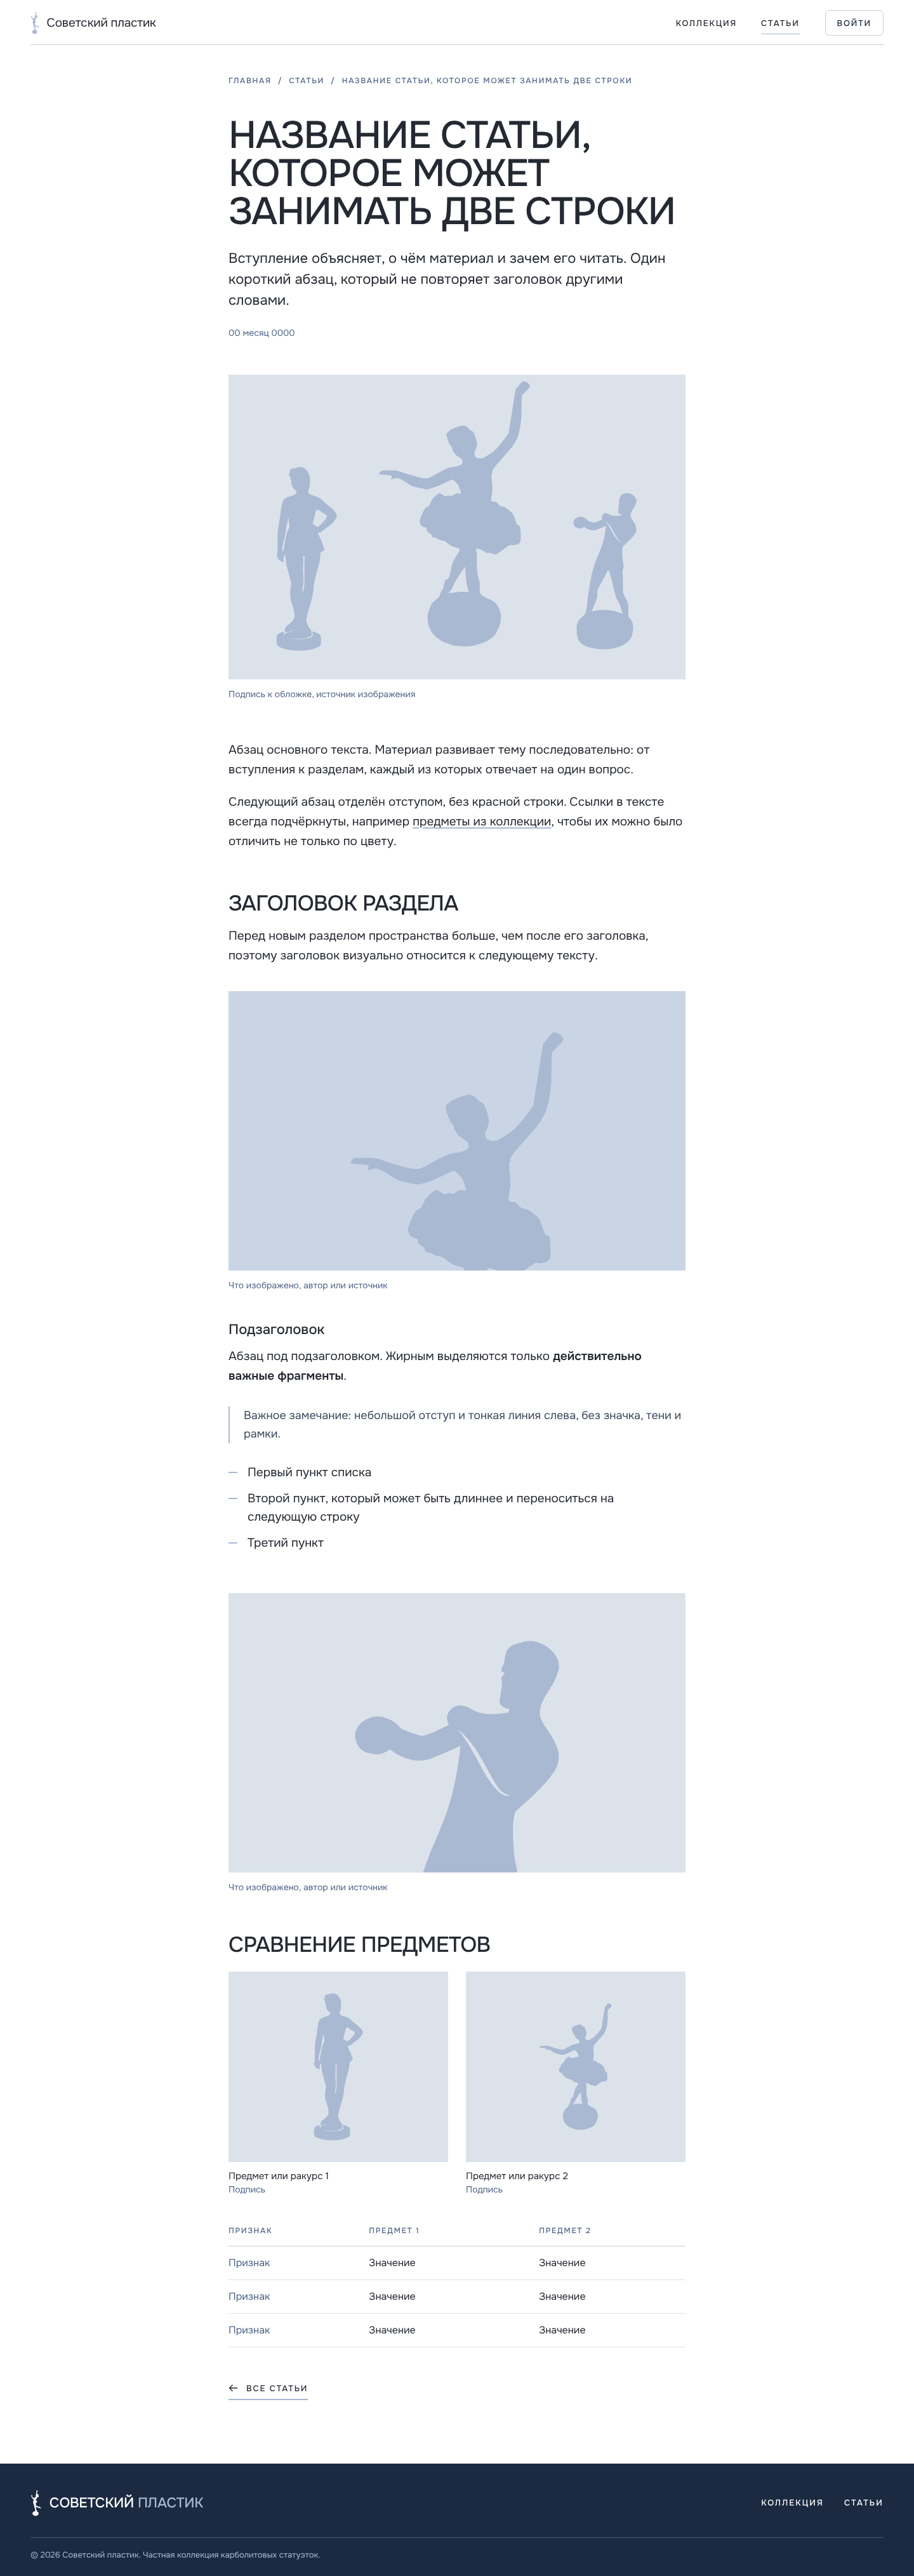 Советский пластик
КОЛЛЕКЦИЯ
СТАТЬИ
ВОЙТИ
ГЛАВНАЯ / СТАТЬИ / НАЗВАНИЕ СТАТЬИ, КОТОРОЕ МОЖЕТ ЗАНИМАТЬ ДВЕ СТРОКИ
НАЗВАНИЕ СТАТЬИ,
КОТОРОЕ МОЖЕТ
ЗАНИМАТЬ ДВЕ СТРОКИ
Вступление объясняет, о чём материал и зачем его читать. Один
короткий абзац, который не повторяет заголовок другими
словами.
00 месяц 0000
Подпись к обложке, источник изображения
Абзац основного текста. Материал развивает тему последовательно: от
вступления к разделам, каждый из которых отвечает на один вопрос.
Следующий абзац отделён отступом, без красной строки. Ссылки в тексте
всегда подчёркнуты, например предметы из коллекции, чтобы их можно было
отличить не только по цвету.
ЗАГОЛОВОК РАЗДЕЛА
Перед новым разделом пространства больше, чем после его заголовка,
поэтому заголовок визуально относится к следующему тексту.
Что изображено, автор или источник
Подзаголовок
Абзац под подзаголовком. Жирным выделяются только действительно
важные фрагменты.
Важное замечание: небольшой отступ и тонкая линия слева, без значка, тени и
рамки.
— Первый пункт списка
— Второй пункт, который может быть длиннее и переноситься на
следующую строку
— Третий пункт
Что изображено, автор или источник
СРАВНЕНИЕ ПРЕДМЕТОВ
Предмет или ракурс 1
Подпись
Предмет или ракурс 2
Подпись
ПРИЗНАК ПРЕДМЕТ 1 ПРЕДМЕТ 2
Признак Значение Значение
Признак Значение Значение
Признак Значение Значение
← ВСЕ СТАТЬИ
СОВЕТСКИЙ ПЛАСТИК
КОЛЛЕКЦИЯ
СТАТЬИ
© 2026 Советский пластик. Частная коллекция карболитовых статуэток.